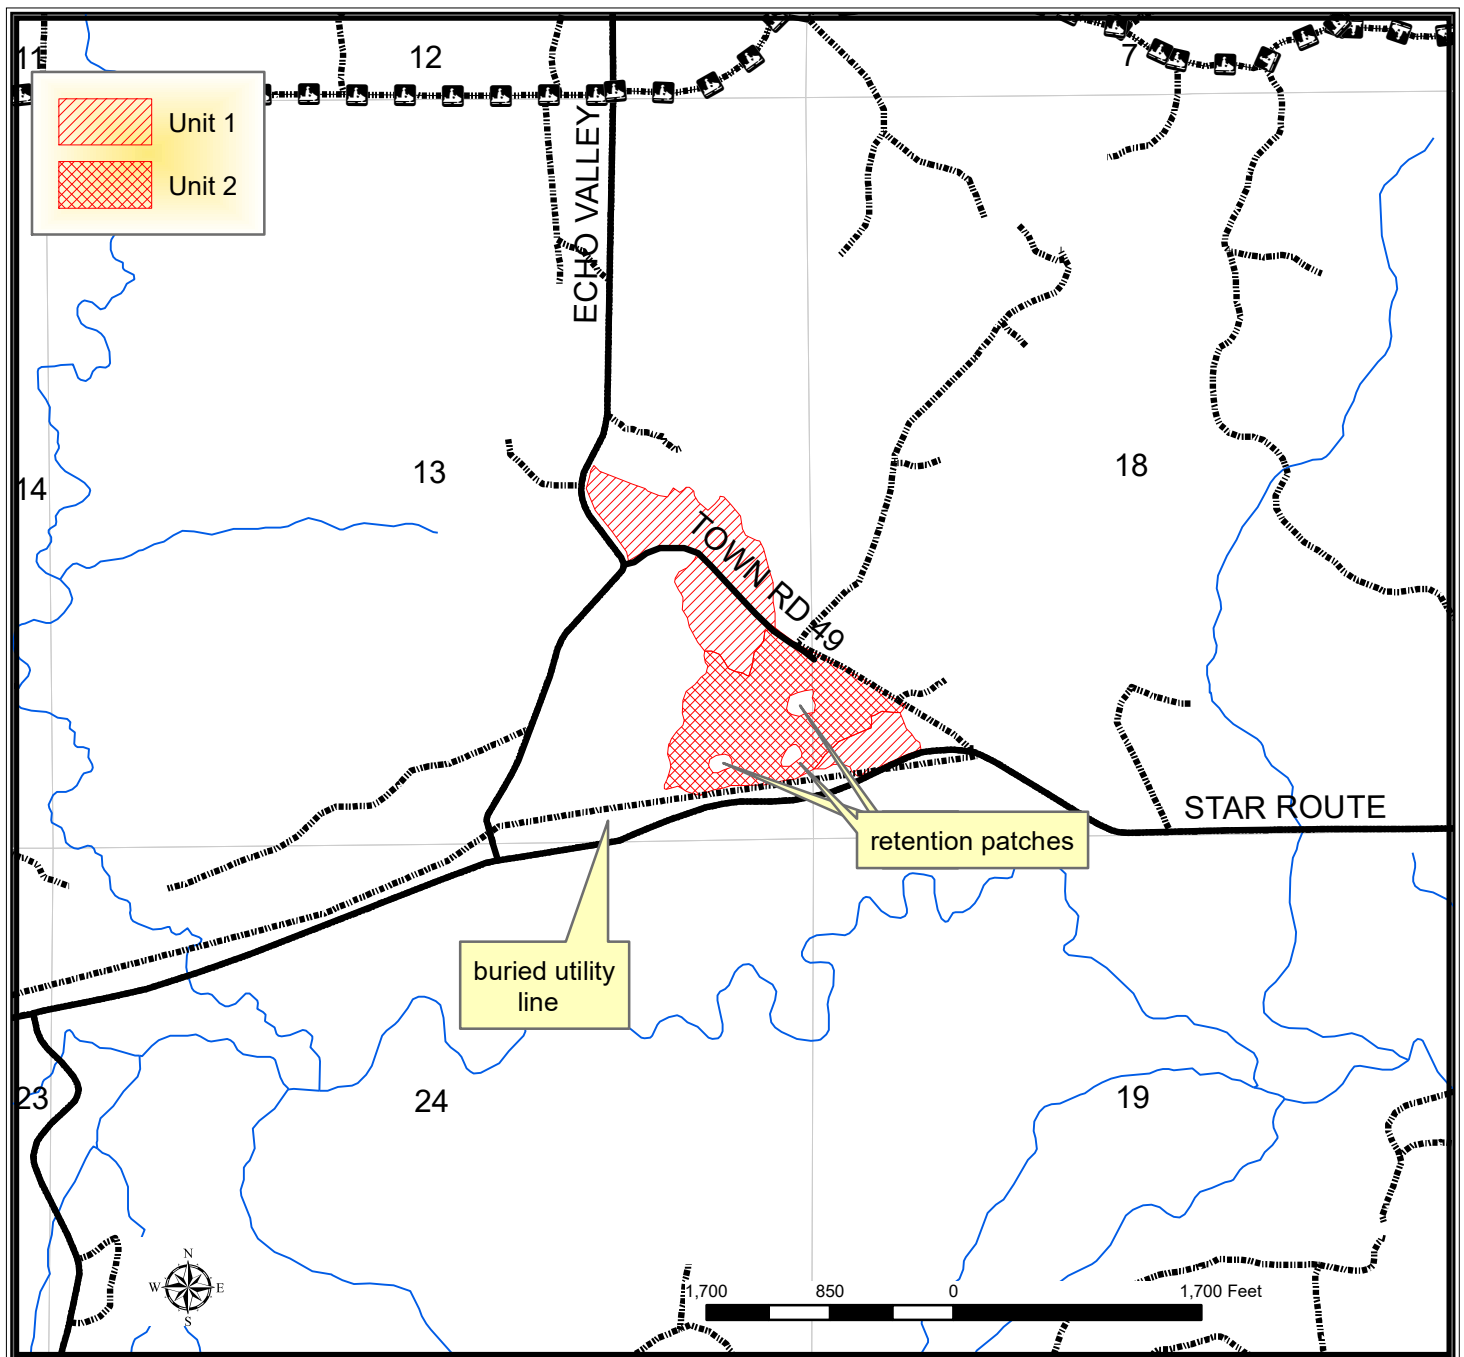 11
12
7
Unit 1
Unit 2
ECHO VALLEY
13
18
14
TOWN RD 49
STAR ROUTE
retention patches
buried utility
line
23
24
19
N
W
E
S
1,700
850
0
1,700 Feet